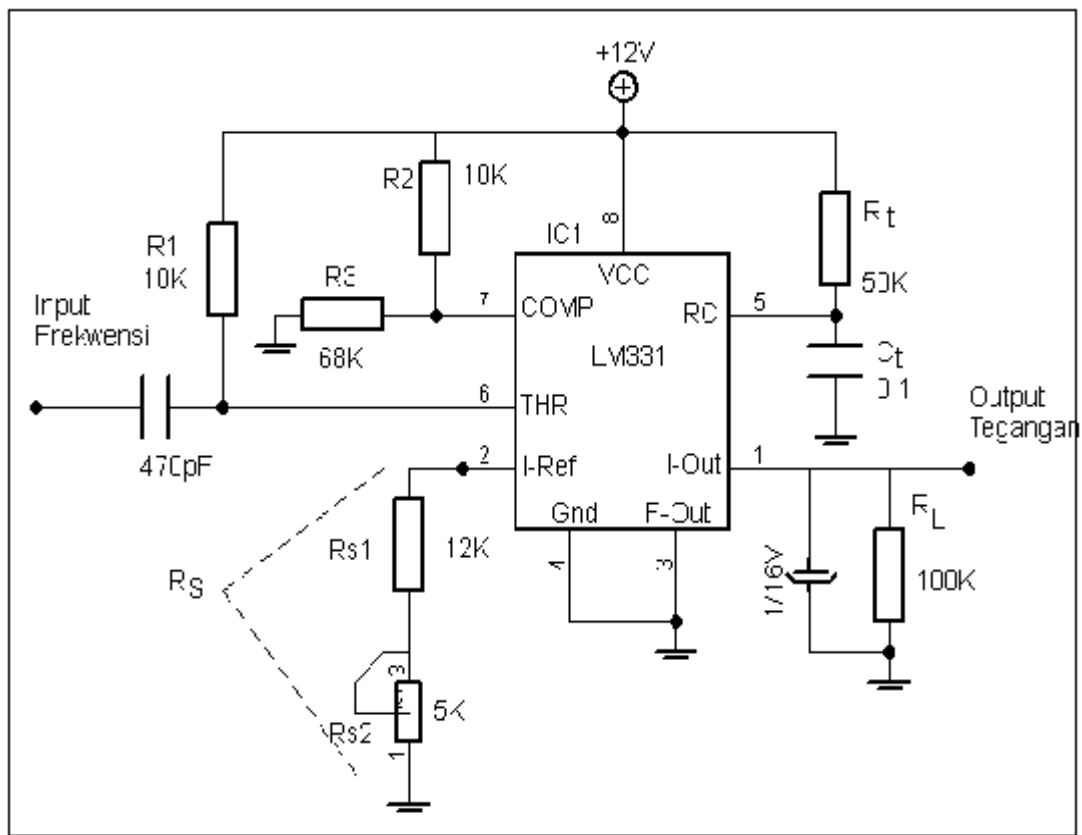 +12V
R2
10K
R1
10K
R3
68K
IC1
8
VCC
Rt
50K
Input
Frekwensi
7
COMP
RC
5
LM331
Ct
0.1
6
THR
470pF
Output
Tegangan
2
I-Ref
I-Out
1
Gnd
F-Out
4
3
Rs1
12K
RS
RL
1/16V
100K
3
Rs2
5K
1